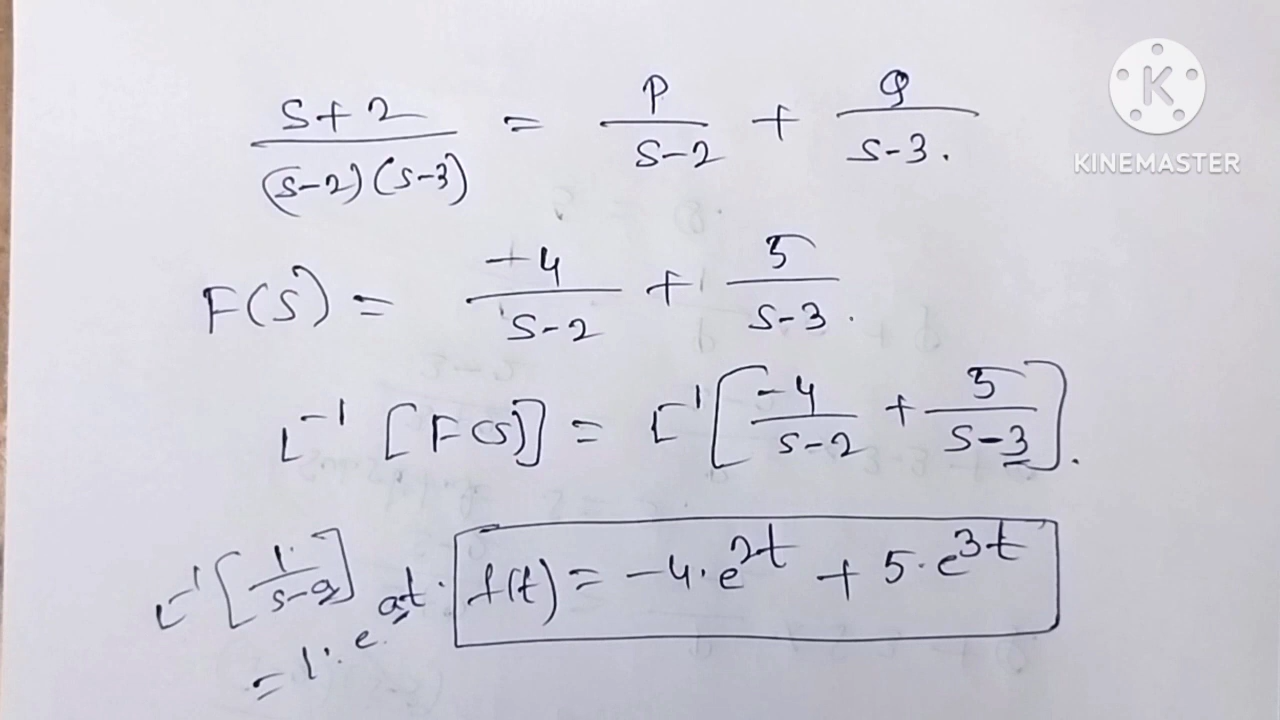 S+2 / (S-2)(S-3) = P / S-2 + Q / S-3.
K
KINEMASTER
F(S) = -4 / S-2 + 5 / S-3.
L⁻¹ [F(S)] = L⁻¹ [-4 / S-2 + 5 / S-3].
L⁻¹ [1 / S-a] = 1. e^at.
f(t) = -4.e^2t + 5.e^3t